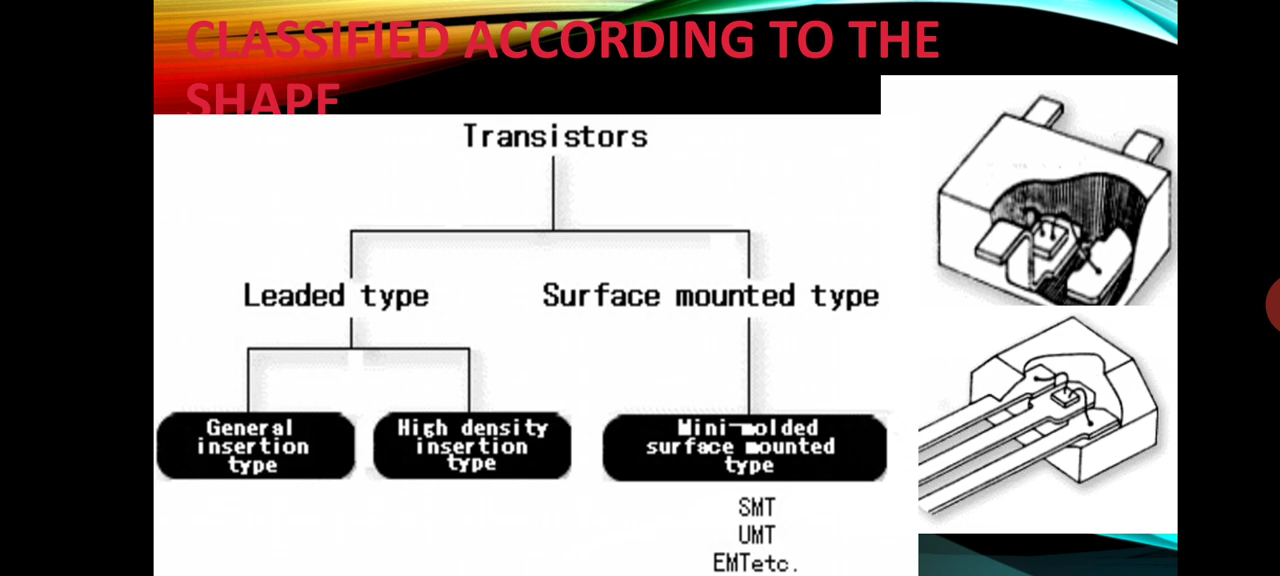 CLASSIFIED ACCORDING TO THE
SHAPE
Transistors
Leaded type
Surface mounted type
General
insertion
type
High density
insertion
type
Mini-molded
surface mounted
type
SMT
UMT
EMTetc.